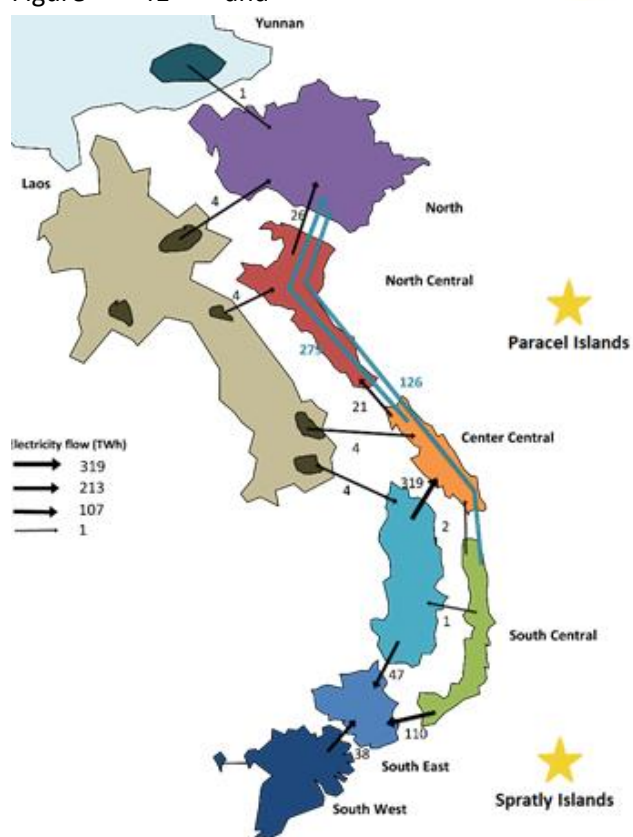 Yunnan
1
Laos
4
North
26
North Central
4
275
126
Paracel Islands
21
Center Central
4
Electricity flow (TWh)
319
213
107
1
4
319
2
1
South Central
47
110
38
South East
South West
Spratly Islands